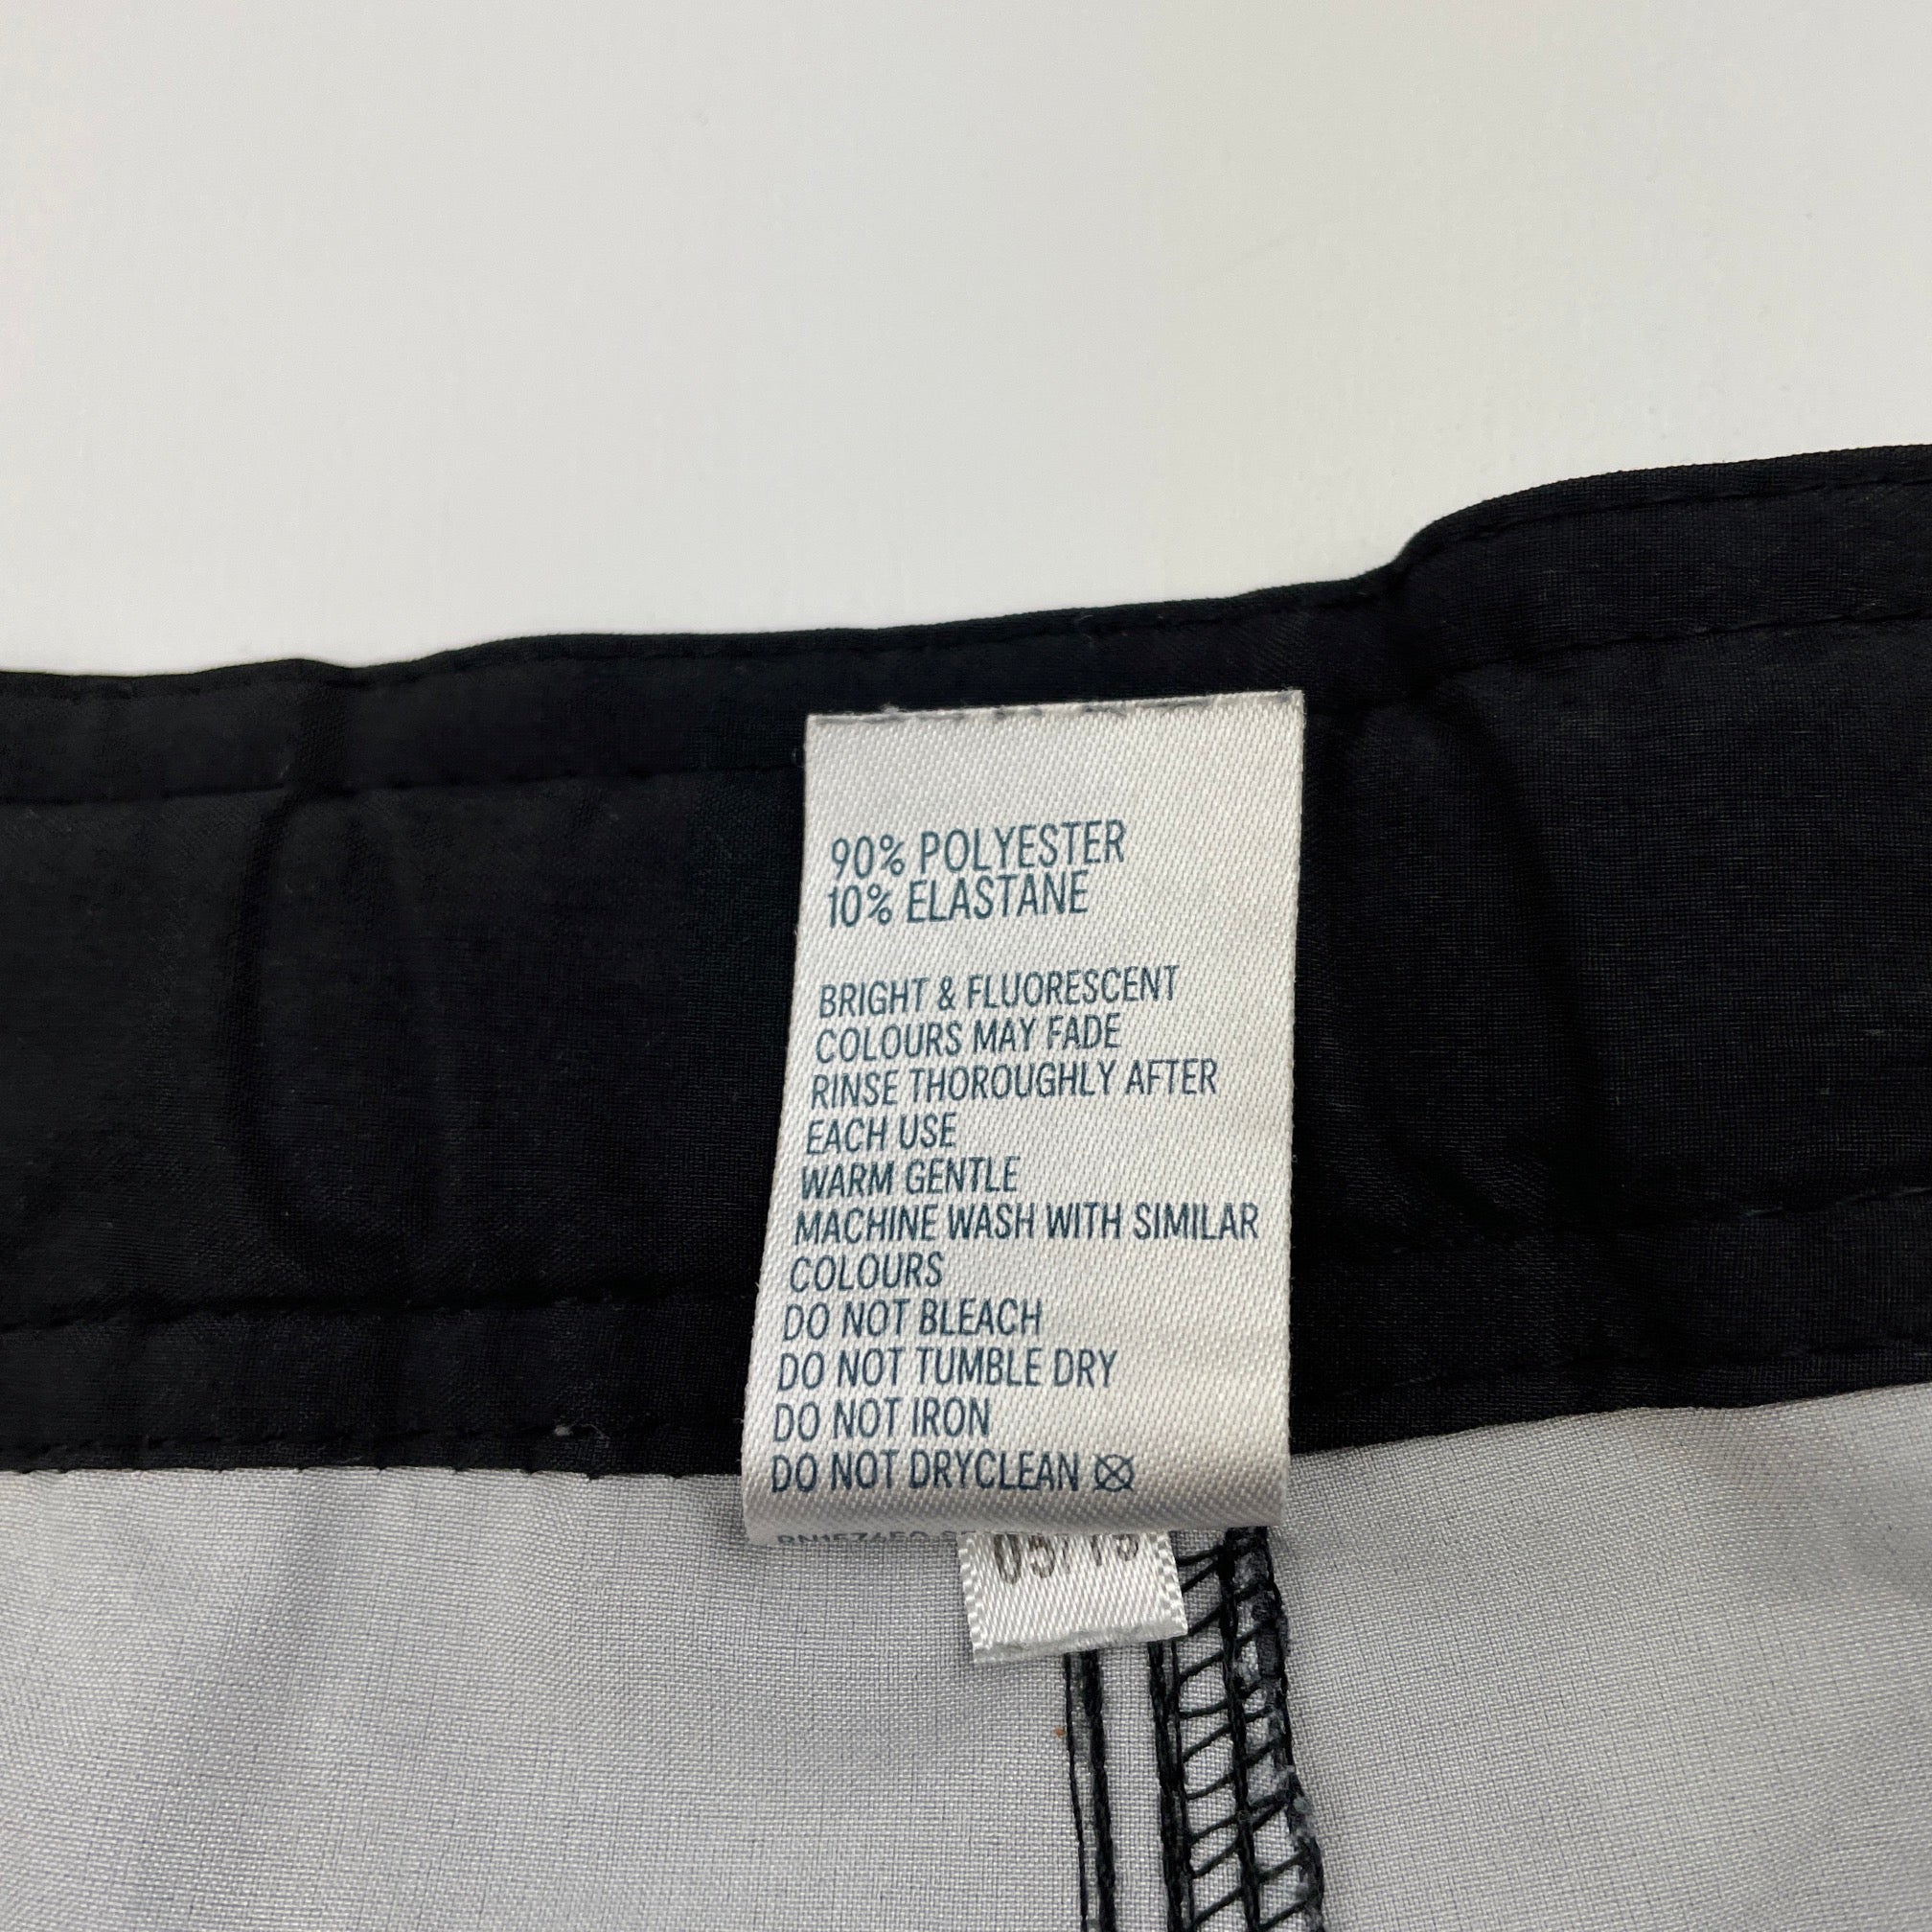 90% POLYESTER
10% ELASTANE
BRIGHT & FLUORESCENT
COLOURS MAY FADE
RINSE THOROUGHLY AFTER
EACH USE
WARM GENTLE
MACHINE WASH WITH SIMILAR
COLOURS
DO NOT BLEACH
DO NOT TUMBLE DRY
DO NOT IRON
DO NOT DRYCLEAN